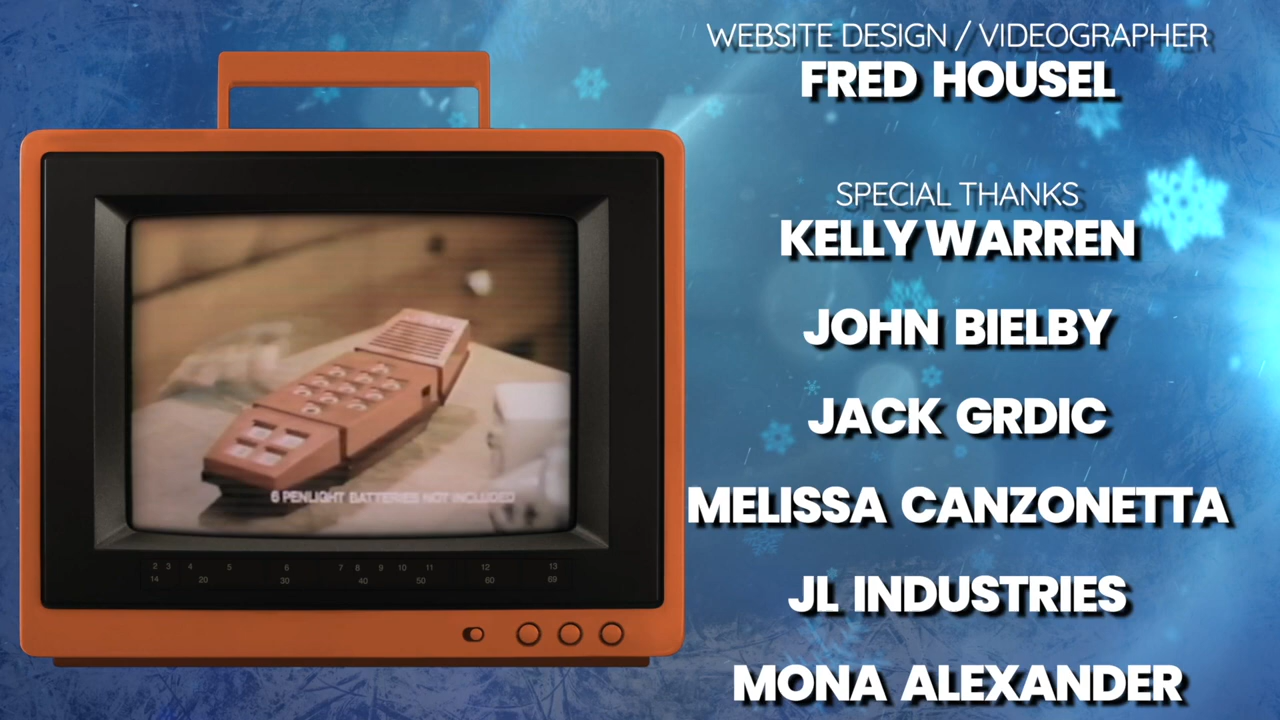 WEBSITE DESIGN / VIDEOGRAPHER
FRED HOUSEL
SPECIAL THANKS
KELLY WARREN
JOHN BIELBY
JACK GRDIC
MELISSA CANZONETTA
JL INDUSTRIES
MONA ALEXANDER
6 PENLIGHT BATTERIES NOT INCLUDED
2 3 4 5 6 7 8 9 10 11 12 13
14 20 30 40 50 60 69